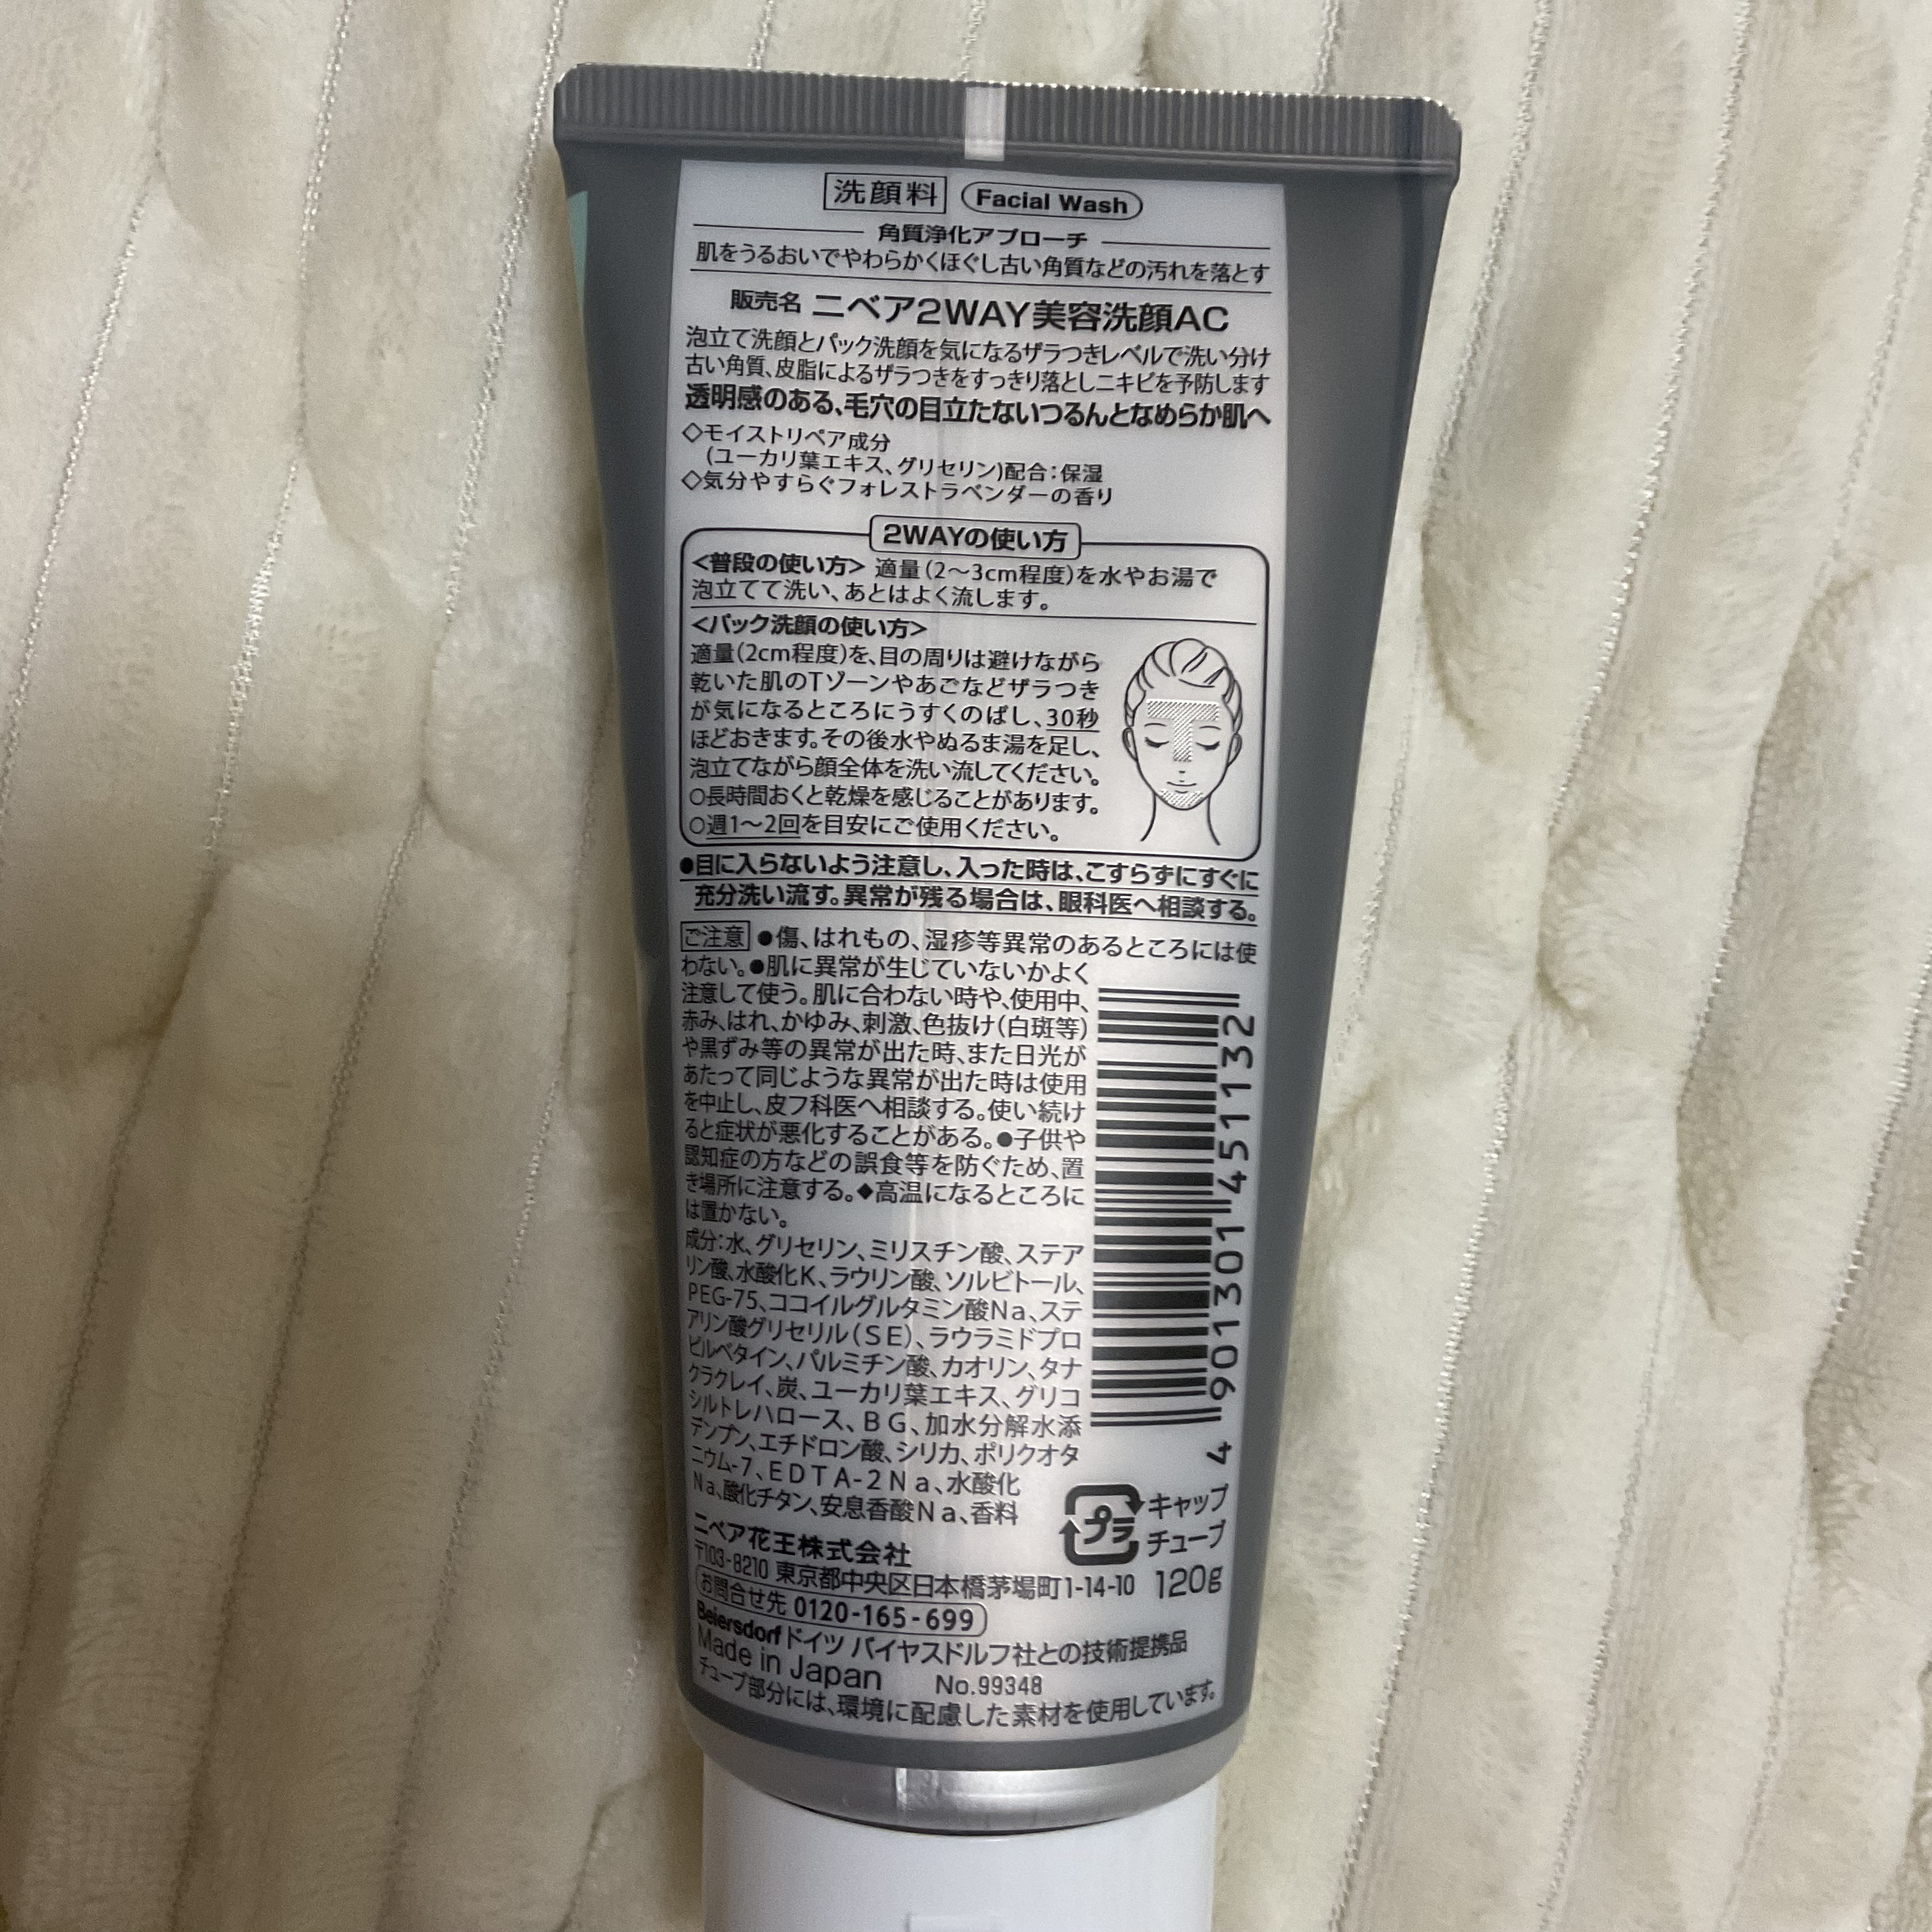 洗顔料 Facial Wash
角質浄化アプローチ
肌をうるおいでやわらかくほぐし古い角質などの汚れを落とす
販売名 ニベア2WAY美容洗顔AC
泡立て洗顔とパック洗顔を気になるザラつきレベルで洗い分け
古い角質、皮脂によるザラつきをすっきり落としニキビを予防します
透明感のある、毛穴の目立たないつるんとなめらか肌へ
◇モイストリペア成分
(ユーカリ葉エキス、グリセリン)配合：保湿
◇気分やすらぐフォレストラベンダーの香り
2WAYの使い方
<普段の使い方> 適量(2〜3cm程度)を水やお湯で
泡立てて洗い、あとはよく流します。
<パック洗顔の使い方>
適量(2cm程度)を、目の周りは避けながら
乾いた肌のTゾーンやあごなどザラつき
が気になるところにうすくのばし、30秒
ほどおきます。その後水やぬるま湯を足し、
泡立てながら顔全体を洗い流してください。
○長時間おくと乾燥を感じることがあります。
○週1〜2回を目安にご使用ください。
●目に入らないよう注意し、入った時は、こすらずにすぐに
充分洗い流す。異常が残る場合は、眼科医へ相談する。
ご注意 ●傷、はれもの、湿疹等異常のあるところには使
わない。●肌に異常が生じていないかよく
注意して使う。肌に合わない時や、使用中、
赤み、はれ、かゆみ、刺激、色抜け(白斑等)
や黒ずみ等の異常が出た時、また日光が
あたって同じような異常が出た時は使用
を中止し、皮フ科医へ相談する。使い続け
ると症状が悪化することがある。●子供や
認知症の方などの誤食等を防ぐため、置
き場所に注意する。◆高温になるところに
は置かない。
成分：水、グリセリン、ミリスチン酸、ステア
リン酸、水酸化K、ラウリン酸、ソルビトール、
PEG-75、ココイルグルタミン酸Na、ステ
アリン酸グリセリル(SE)、ラウラミドプロ
ピルベタイン、パルミチン酸、カオリン、タナ
クラクレイ、炭、ユーカリ葉エキス、グリコ
シルトレハロース、BG、加水分解水添
デンプン、エチドロン酸、シリカ、ポリクオタ
ニウム-7、EDTA-2Na、水酸化
Na、酸化チタン、安息香酸Na、香料
4 901301 451132
4
プラ キャップ
チューブ
ニベア花王株式会社
〒103-8210 東京都中央区日本橋茅場町1-14-10 120g
お問合せ先 0120-165-699
Beiersdorf ドイツ バイヤスドルフ社との技術提携品
Made in Japan No.99348
チューブ部分には、環境に配慮した素材を使用しています。